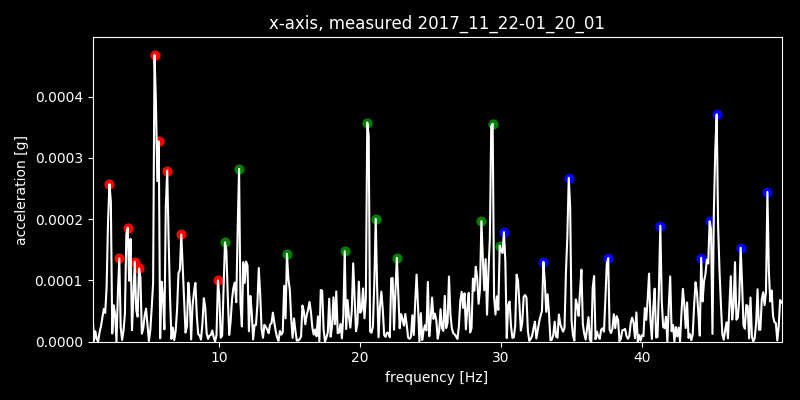 x-axis, measured 2017_11_22-01_20_01
acceleration [g]
0.0004
0.0003
0.0002
0.0001
0.0000
10 20 30 40
frequency [Hz]